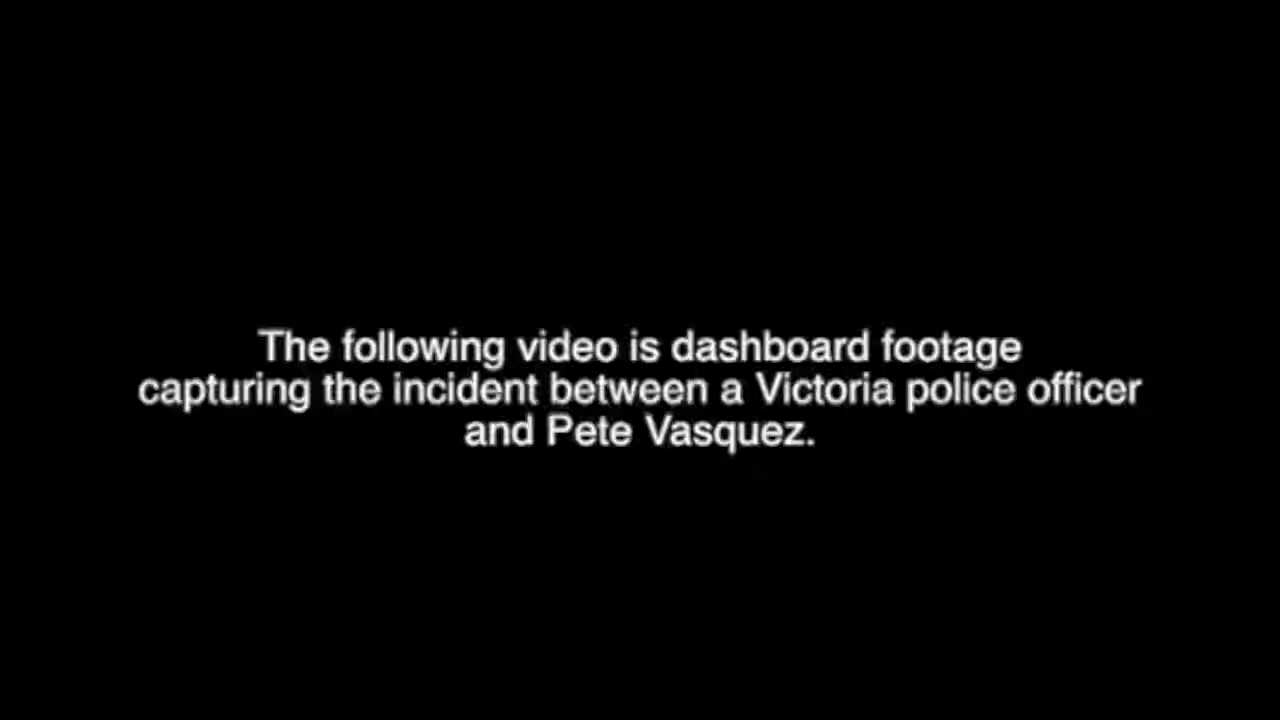 The following video is dashboard footage
capturing the incident between a Victoria police officer
and Pete Vasquez.